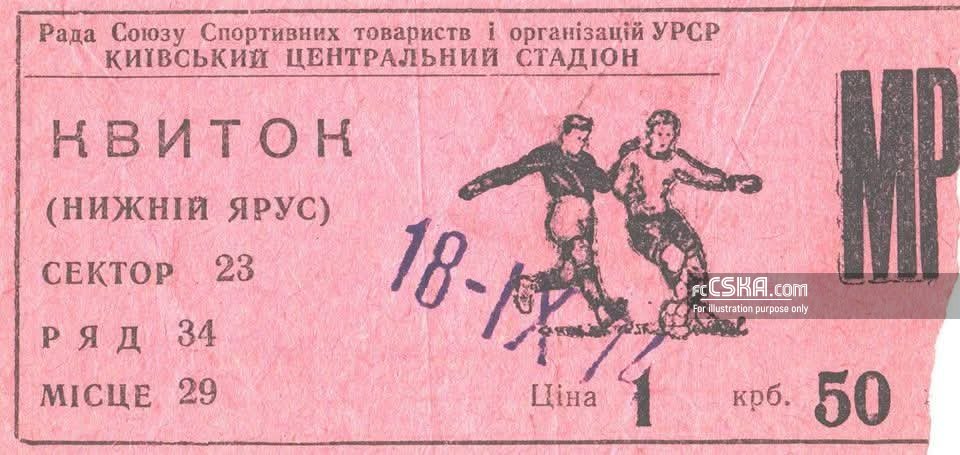 Рада Союзу Спортивних товариств і організацій УРСР
КИЇВСЬКИЙ ЦЕНТРАЛЬНИЙ СТАДІОН
КВИТОК
(НИЖНІЙ ЯРУС)
СЕКТОР 23
РЯД 34
МІСЦЕ 29
18-IX
МР
fcCSKA.com
For illustration purpose only
Ціна 1 крб. 50